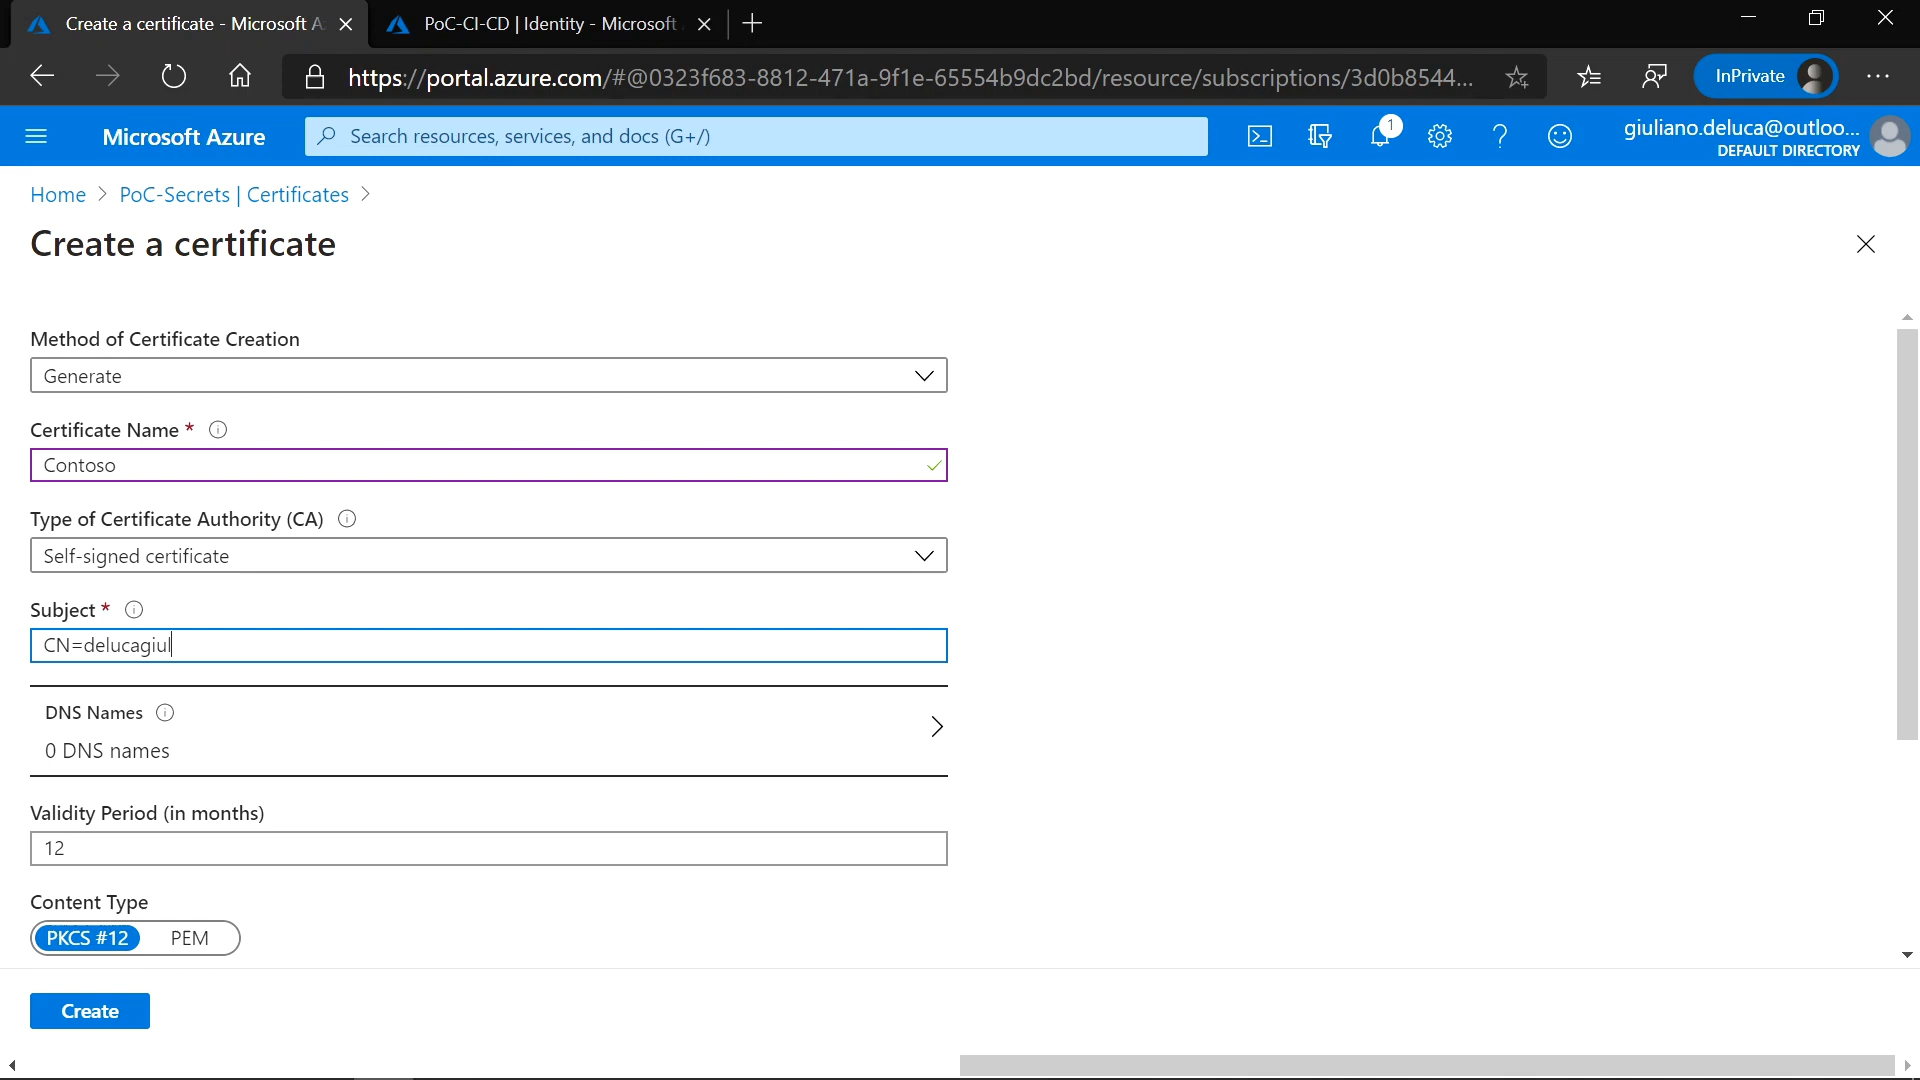 Create a certificate - Microsoft A
PoC-CI-CD | Identity - Microsoft
https://portal.azure.com/#@0323f683-8812-471a-9f1e-65554b9dc2bd/resource/subscriptions/3d0b8544...
InPrivate
Microsoft Azure
Search resources, services, and docs (G+/)
1
giuliano.deluca@outloo...
DEFAULT DIRECTORY
Home > PoC-Secrets | Certificates >
Create a certificate
Method of Certificate Creation
Generate
Certificate Name *
Contoso
Type of Certificate Authority (CA)
Self-signed certificate
Subject *
CN=delucagiul
DNS Names
0 DNS names
Validity Period (in months)
12
Content Type
PKCS #12 PEM
Create